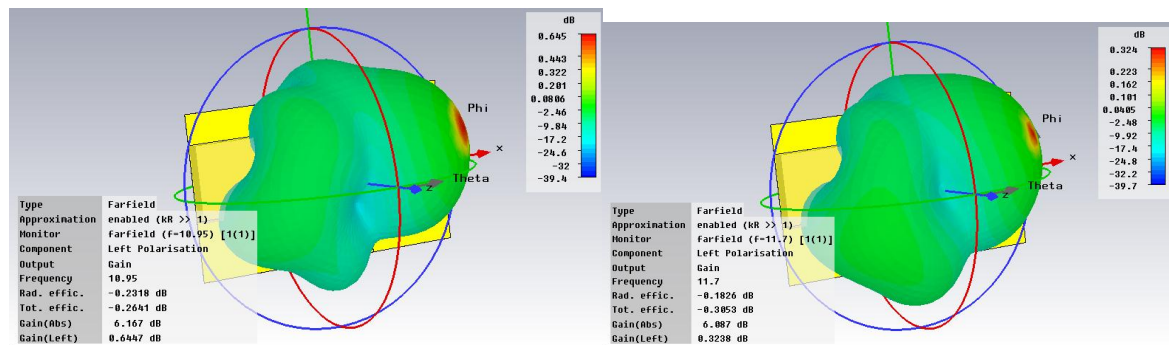 dB
0.645
0.443
0.322
0.201
0.0806
-2.46
-9.84
-17.2
-24.6
-32
-39.4
Phi
x
Theta
z
Type Farfield
Approximation enabled (kR >> 1)
Monitor farfield (f=10.95) [1(1)]
Component Left Polarisation
Output Gain
Frequency 10.95
Rad. effic. -0.2318 dB
Tot. effic. -0.2641 dB
Gain(Abs) 6.167 dB
Gain(Left) 0.6447 dB
dB
0.324
0.223
0.162
0.101
0.0405
-2.48
-9.92
-17.4
-24.8
-32.2
-39.7
Phi
x
Theta
z
Type Farfield
Approximation enabled (kR >> 1)
Monitor farfield (f=11.7) [1(1)]
Component Left Polarisation
Output Gain
Frequency 11.7
Rad. effic. -0.1826 dB
Tot. effic. -0.3053 dB
Gain(Abs) 6.087 dB
Gain(Left) 0.3238 dB